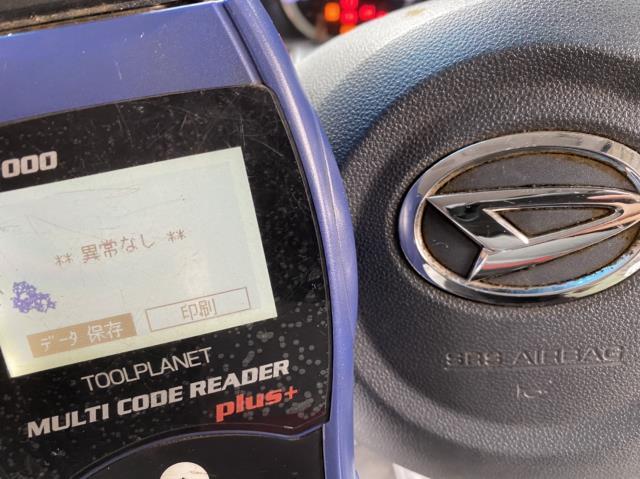 000
** 異常なし **
データ 保存
印刷
TOOLPLANET
MULTI CODE READER
plus+
SRS AIRBAG